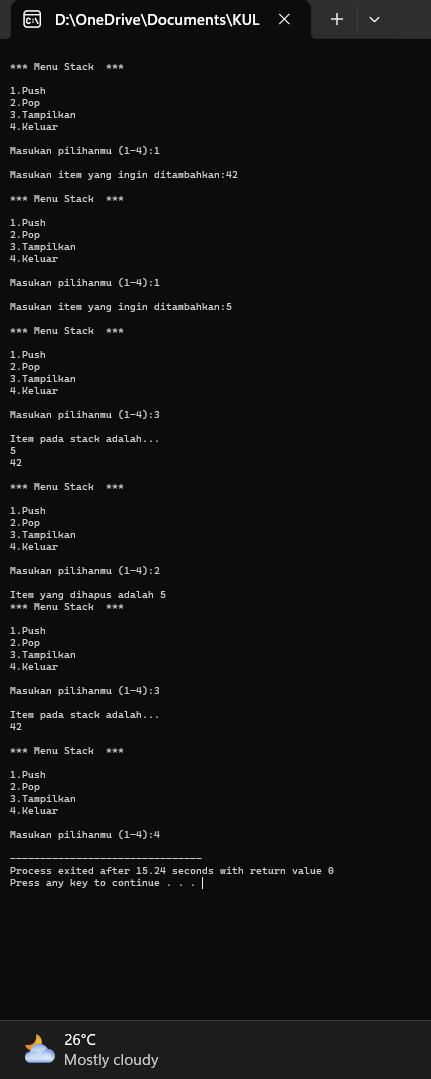 D:\OneDrive\Documents\KUL
*** Menu Stack  ***
1.Push
2.Pop
3.Tampilkan
4.Keluar
Masukan pilihanmu (1-4):1
Masukan item yang ingin ditambahkan:42
*** Menu Stack  ***
1.Push
2.Pop
3.Tampilkan
4.Keluar
Masukan pilihanmu (1-4):1
Masukan item yang ingin ditambahkan:5
*** Menu Stack  ***
1.Push
2.Pop
3.Tampilkan
4.Keluar
Masukan pilihanmu (1-4):3
Item pada stack adalah...
5
42
*** Menu Stack  ***
1.Push
2.Pop
3.Tampilkan
4.Keluar
Masukan pilihanmu (1-4):2
Item yang dihapus adalah 5
*** Menu Stack  ***
1.Push
2.Pop
3.Tampilkan
4.Keluar
Masukan pilihanmu (1-4):3
Item pada stack adalah...
42
*** Menu Stack  ***
1.Push
2.Pop
3.Tampilkan
4.Keluar
Masukan pilihanmu (1-4):4
--------------------------------
Process exited after 15.24 seconds with return value 0
Press any key to continue . . .
26°C
Mostly cloudy